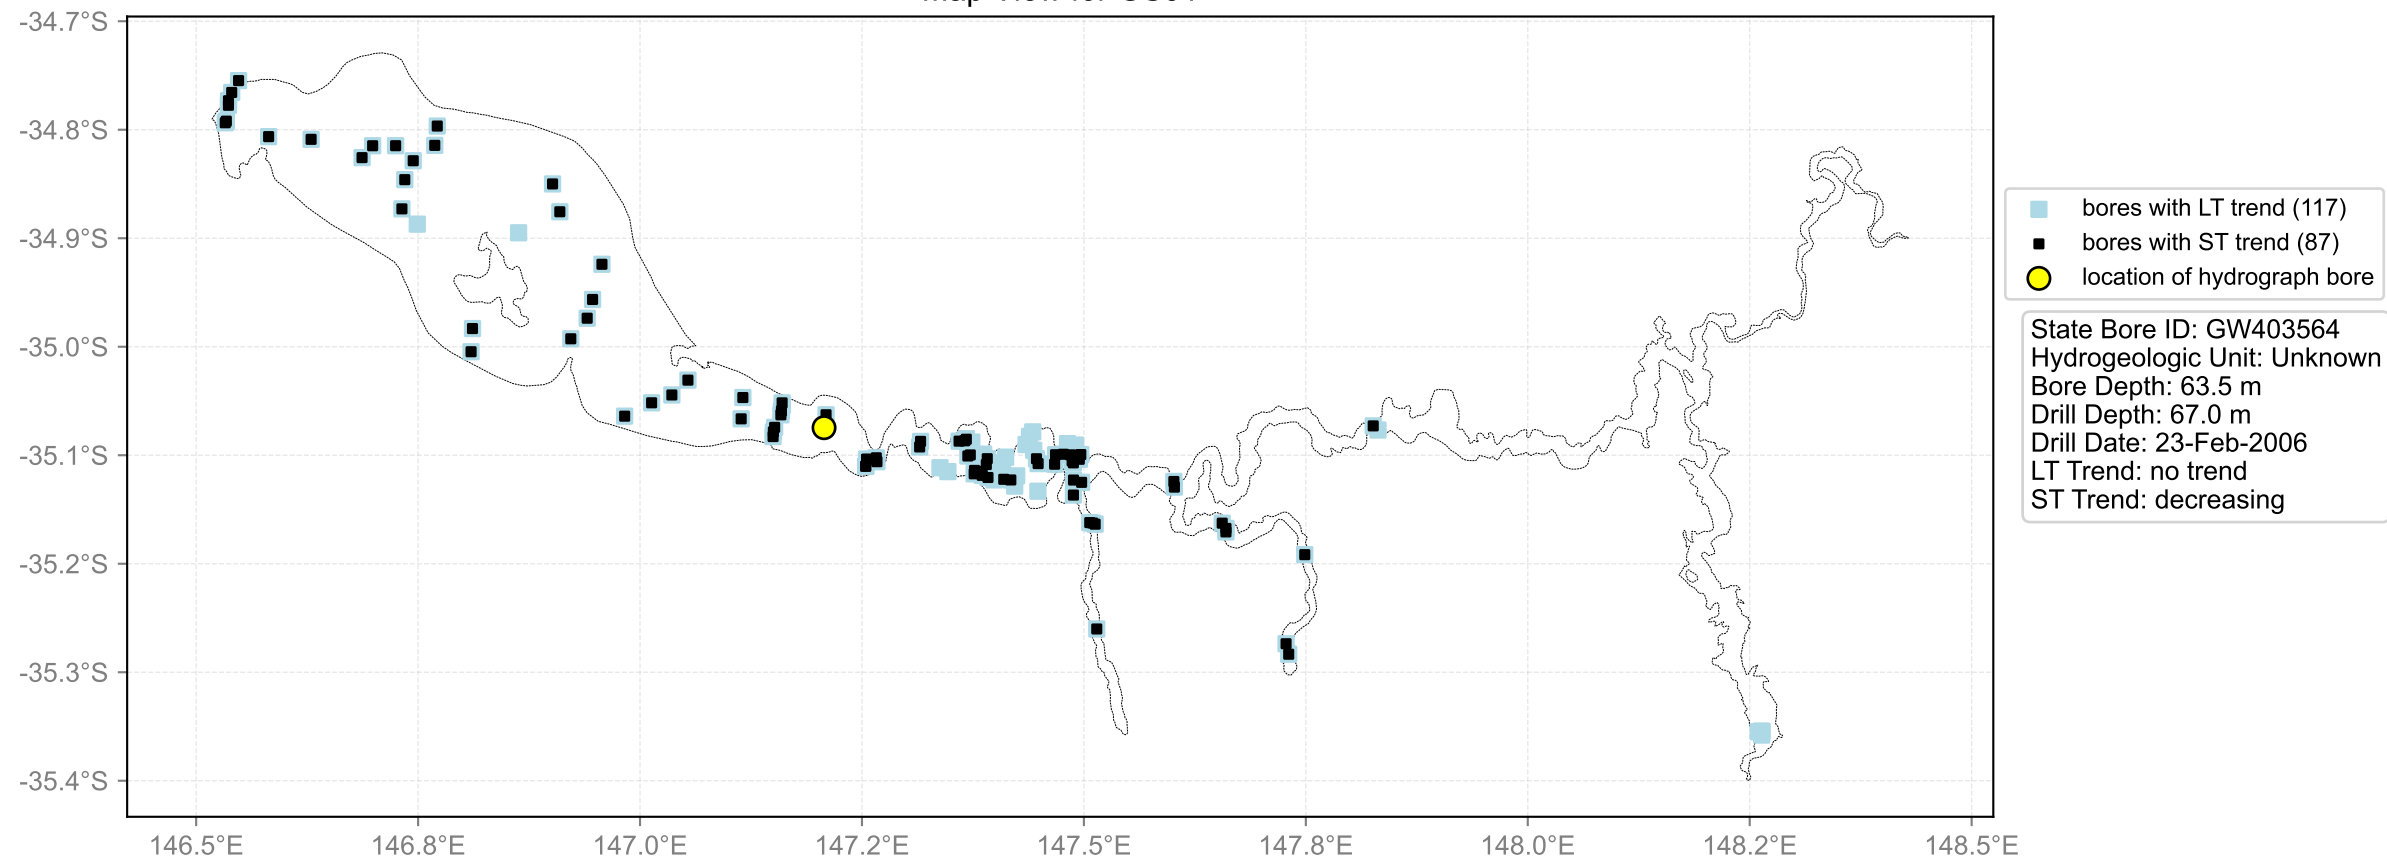 -34.7°S
-34.8°S
-34.9°S
-35.0°S
-35.1°S
-35.2°S
-35.3°S
-35.4°S
146.5°E 146.8°E 147.0°E 147.2°E 147.5°E 147.8°E 148.0°E 148.2°E 148.5°E
bores with LT trend (117)
bores with ST trend (87)
location of hydrograph bore
State Bore ID: GW403564
Hydrogeologic Unit: Unknown
Bore Depth: 63.5 m
Drill Depth: 67.0 m
Drill Date: 23-Feb-2006
LT Trend: no trend
ST Trend: decreasing